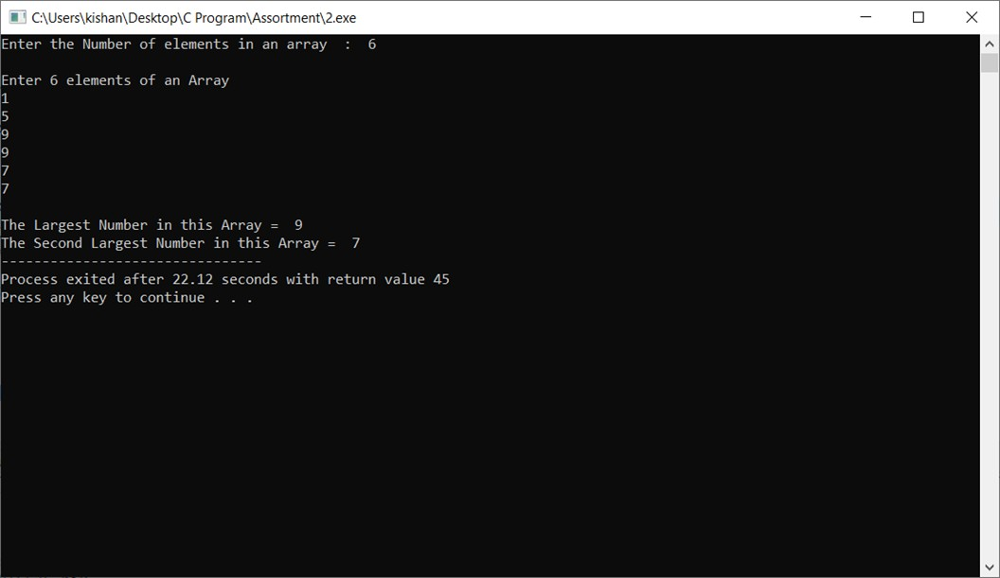 C:\Users\kishan\Desktop\C Program\Assortment\2.exe
Enter the Number of elements in an array  :  6
Enter 6 elements of an Array
1
5
9
9
7
7
The Largest Number in this Array =  9
The Second Largest Number in this Array =  7
--------------------------------
Process exited after 22.12 seconds with return value 45
Press any key to continue . . .